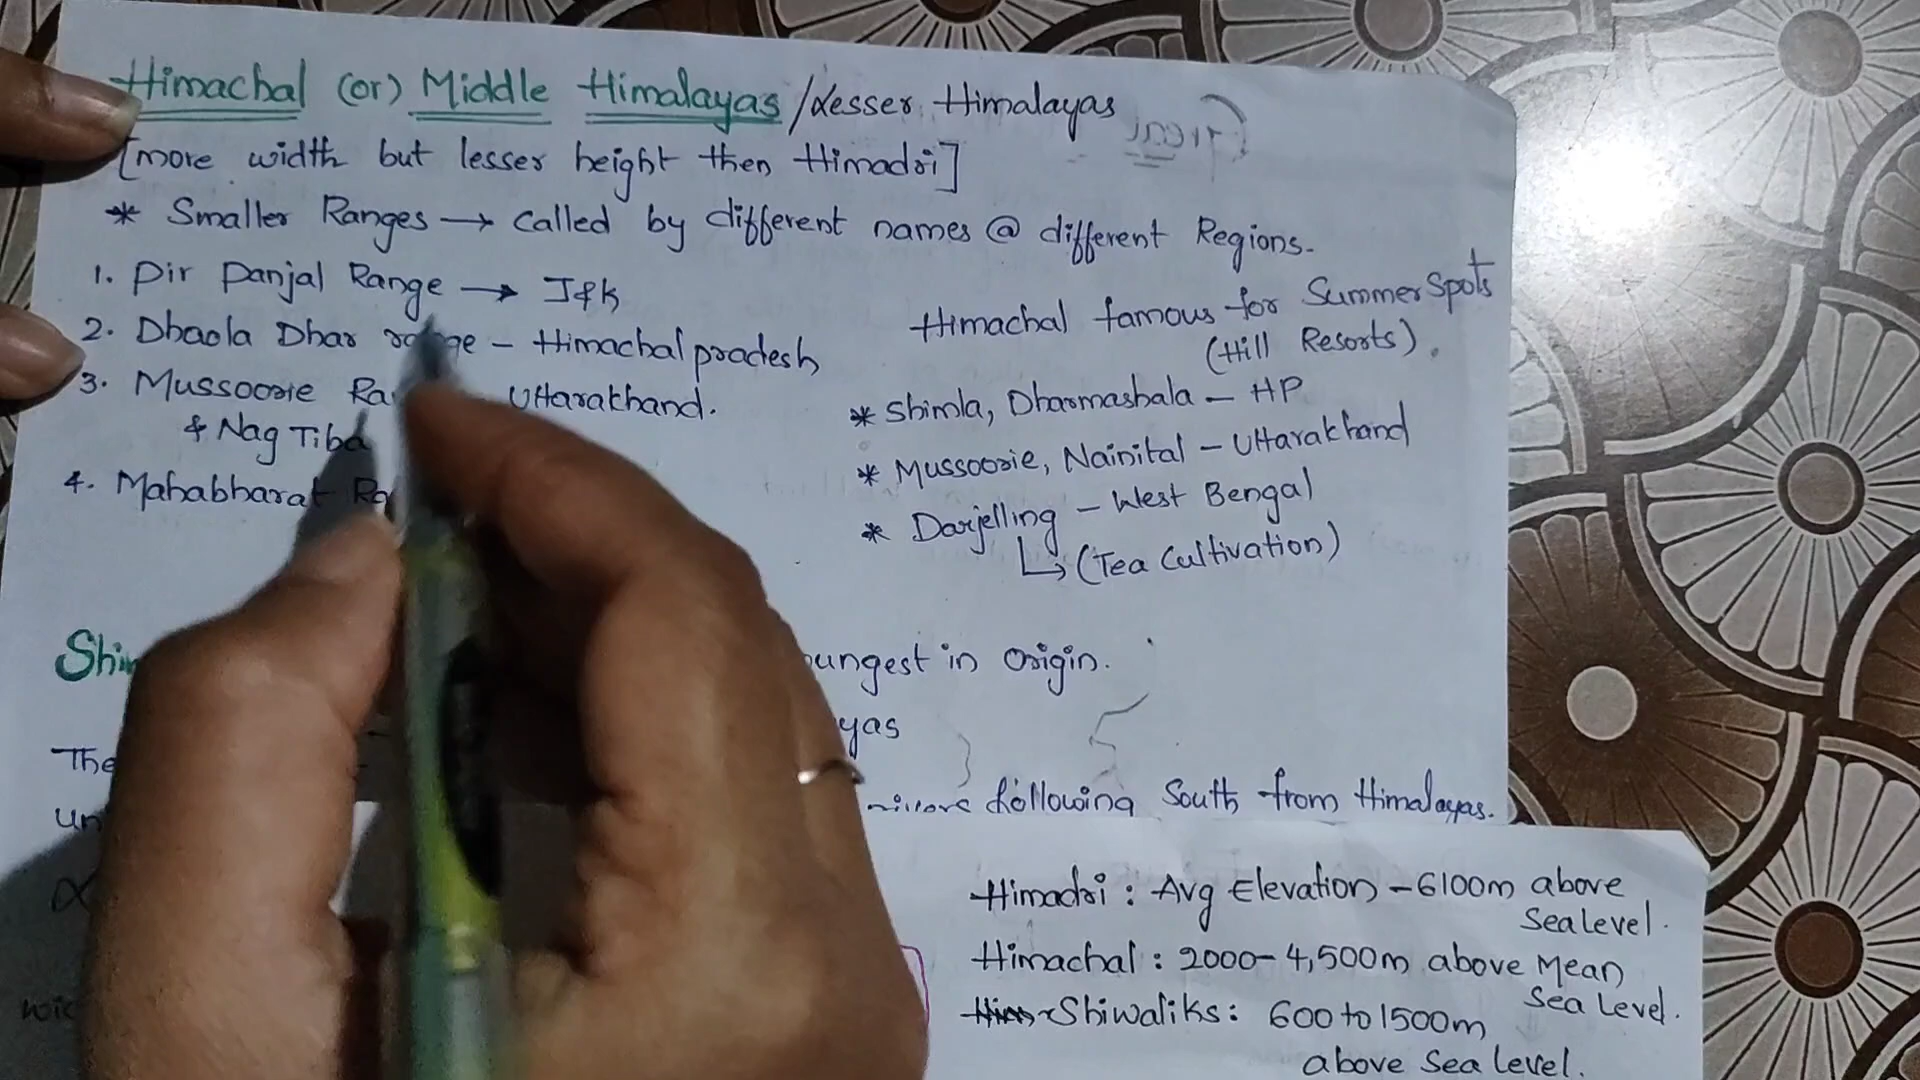 Himachal (or) Middle Himalayas /Lesser Himalayas
[more width but lesser height then Himadri]
* Smaller Ranges → called by different names @ different Regions.
1. Pir Panjal Range → J&K
2. Dhaola Dhar range - Himachal pradesh
3. Mussoorie Uttarakhand.
& Nag Tiba
4. Mahabharat
Himachal famous for Summer Spots
(Hill Resorts).
* Shimla, Dharmashala - HP
* Mussoorie, Nainital - Uttarakhand
* Darjelling - West Bengal
↳ (Tea Cultivation)
in Origin.
The
following South from Himalayas.
Himadri : Avg Elevation - 6100m above
Sea level.
Himachal : 2000 - 4,500m above Mean
Sea Level.
Shiwaliks : 600 to 1500m
above Sea level.